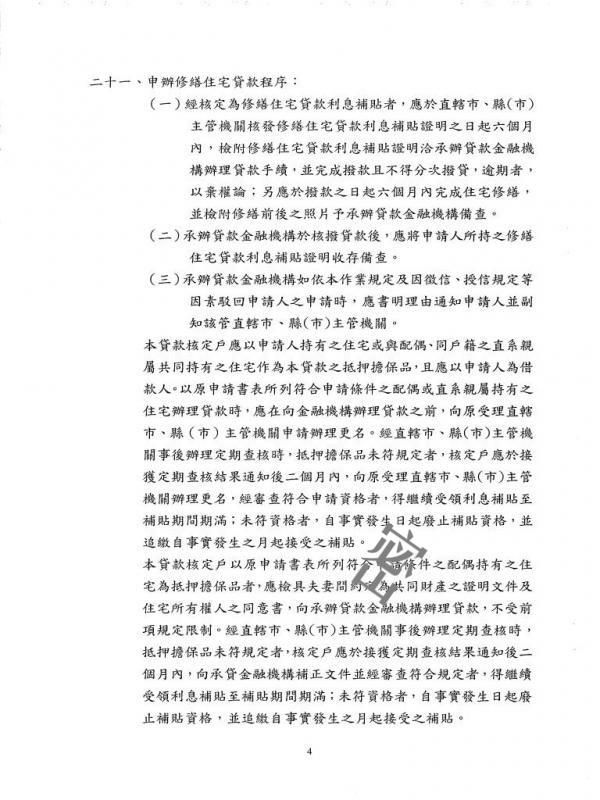 二十一、申辦修繕住宅貸款程序：
（一）經核定為修繕住宅貸款利息補貼者，應於直轄市、縣(市)
主管機關核發修繕住宅貸款利息補貼證明之日起六個月
內，檢附修繕住宅貸款利息補貼證明洽承辦貸款金融機
構辦理貸款手續，並完成撥款且不得分次撥貸，逾期者，
以棄權論；另應於撥款之日起六個月內完成住宅修繕，
並檢附修繕前後之照片予承辦貸款金融機構備查。
（二）承辦貸款金融機構於核撥貸款後，應將申請人所持之修繕
住宅貸款利息補貼證明收存備查。
（三）承辦貸款金融機構如依本作業規定及因徵信、授信規定等
因素駁回申請人之申請時，應書明理由通知申請人並副
知該管直轄市、縣(市)主管機關。
本貸款核定戶應以申請人持有之住宅或與配偶、同戶籍之直系親
屬共同持有之住宅作為本貸款之抵押擔保品，且應以申請人為借
款人。以原申請書表所列符合申請條件之配偶或直系親屬持有之
住宅辦理貸款時，應在向金融機構辦理貸款之前，向原受理直轄
市、縣（市）主管機關申請辦理更名。經直轄市、縣(市)主管機
關事後辦理定期查核時，抵押擔保品未符規定者，核定戶應於接
獲定期查核結果通知後二個月內，向原受理直轄市、縣(市)主管
機關辦理更名，經審查符合申請資格者，得繼續受領利息補貼至
補貼期間期滿；未符資格者，自事實發生日起廢止補貼資格，並
追繳自事實發生之月起接受之補貼。
本貸款核定戶以原申請書表所列符合申請條件之配偶持有之住
宅為抵押擔保品者，應檢具夫妻間約定為共同財產之證明文件及
住宅所有權人之同意書，向承辦貸款金融機構辦理貸款，不受前
項規定限制。經直轄市、縣(市)主管機關事後辦理定期查核時，
抵押擔保品未符規定者，核定戶應於接獲定期查核結果通知後二
個月內，向承貸金融機構補正文件並經審查符合規定者，得繼續
受領利息補貼至補貼期間期滿；未符資格者，自事實發生日起廢
止補貼資格，並追繳自事實發生之月起接受之補貼。
密
4